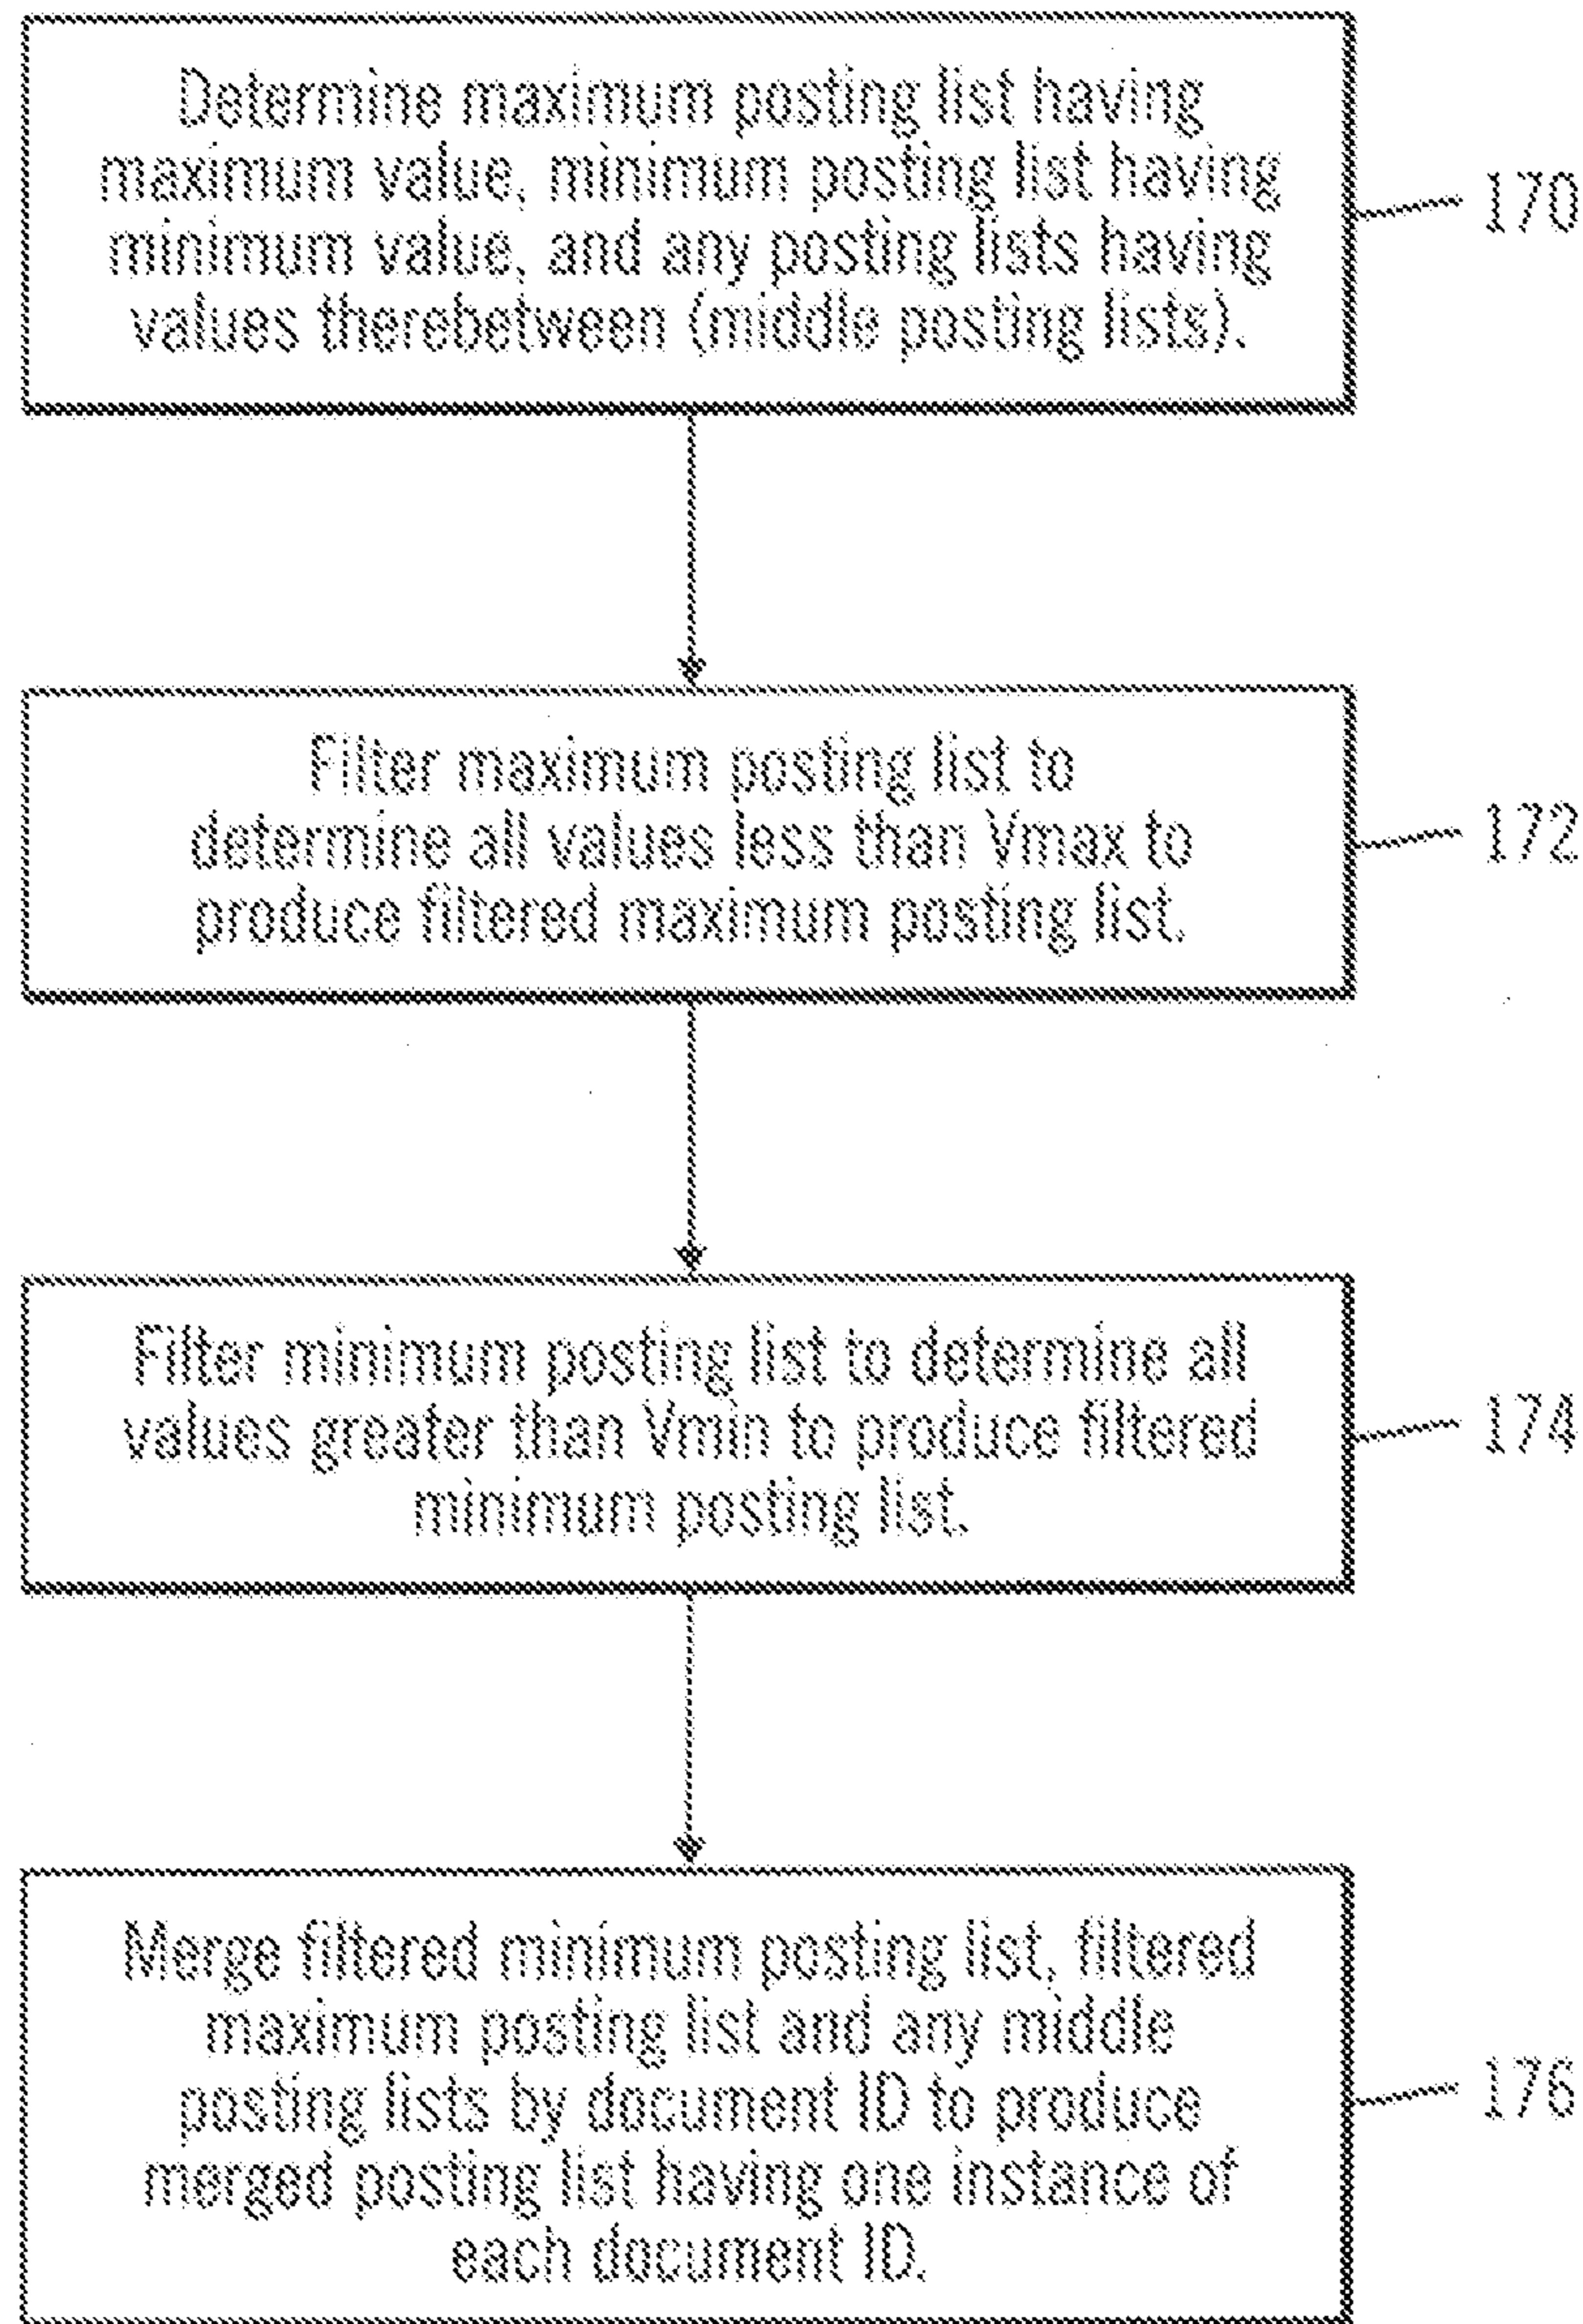 Determine maximum posting list having
maximum value, minimum posting list having
minimum value, and any posting lists having
values therebetween (middle posting lists).
170
Filter maximum posting list to
determine all values less than Vmax to
produce filtered maximum posting list.
172
Filter minimum posting list to determine all
values greater than Vmin to produce filtered
minimum posting list.
174
Merge filtered minimum posting list, filtered
maximum posting list and any middle
posting lists by document ID to produce
merged posting list having one instance of
each document ID.
176